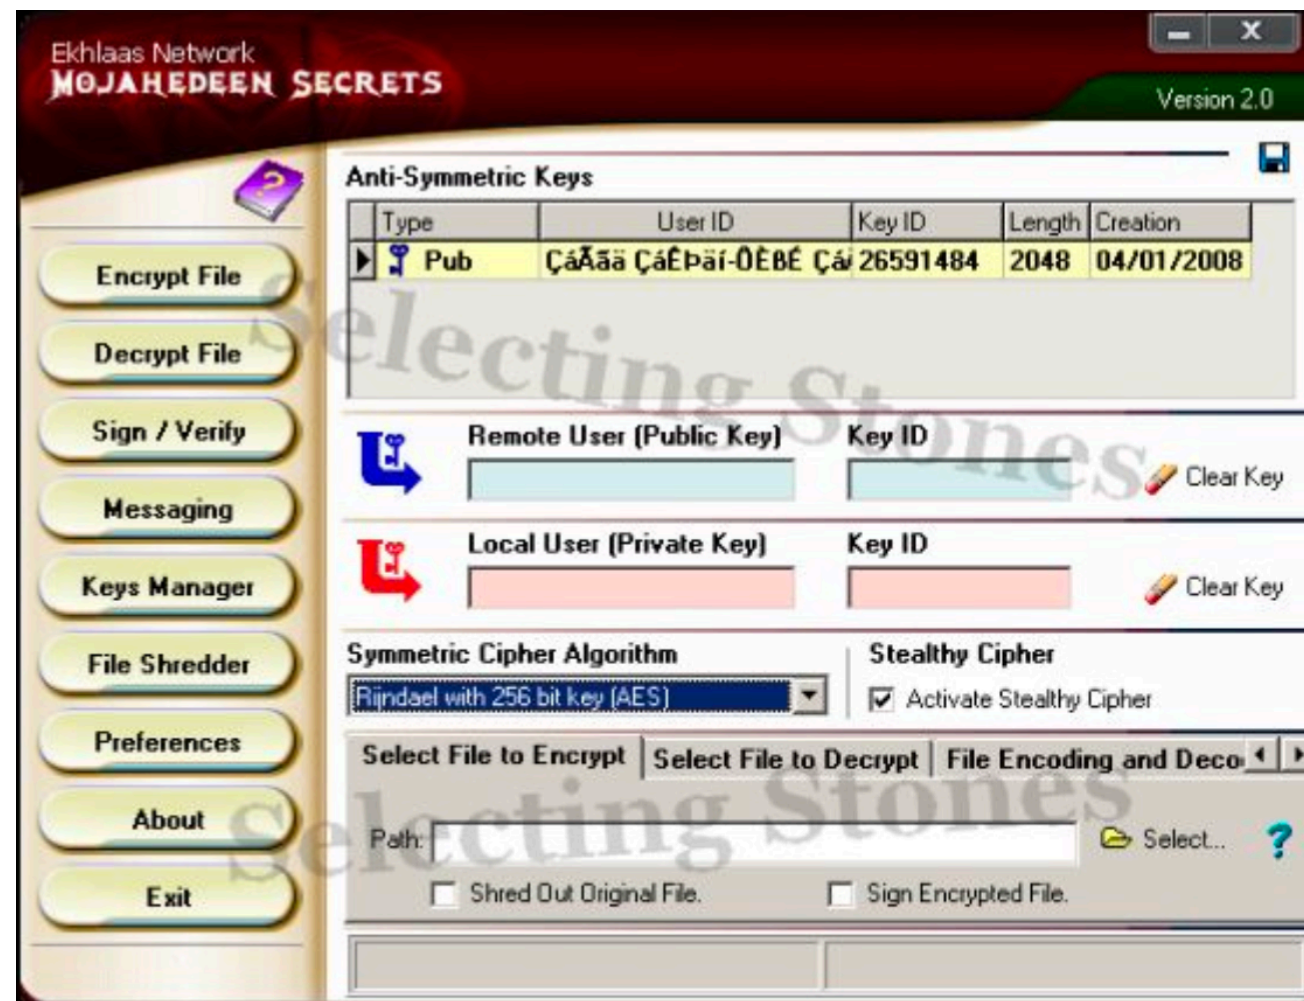 Ekhlaas Network
MOJAHEDEEN SECRETS
Version 2.0
Anti-Symmetric Keys
Type User ID Key ID Length Creation
Pub 26591484 2048 04/01/2008
Encrypt File
Decrypt File
Sign / Verify
Messaging
Keys Manager
File Shredder
Preferences
About
Exit
Remote User (Public Key) Key ID
Clear Key
Local User (Private Key) Key ID
Clear Key
Symmetric Cipher Algorithm Stealthy Cipher
Rijndael with 256 bit key (AES) Activate Stealthy Cipher
Select File to Encrypt Select File to Decrypt File Encoding and Deco
Path: Select... ?
Shred Out Original File. Sign Encrypted File.
Selecting Stones
Selecting Stones